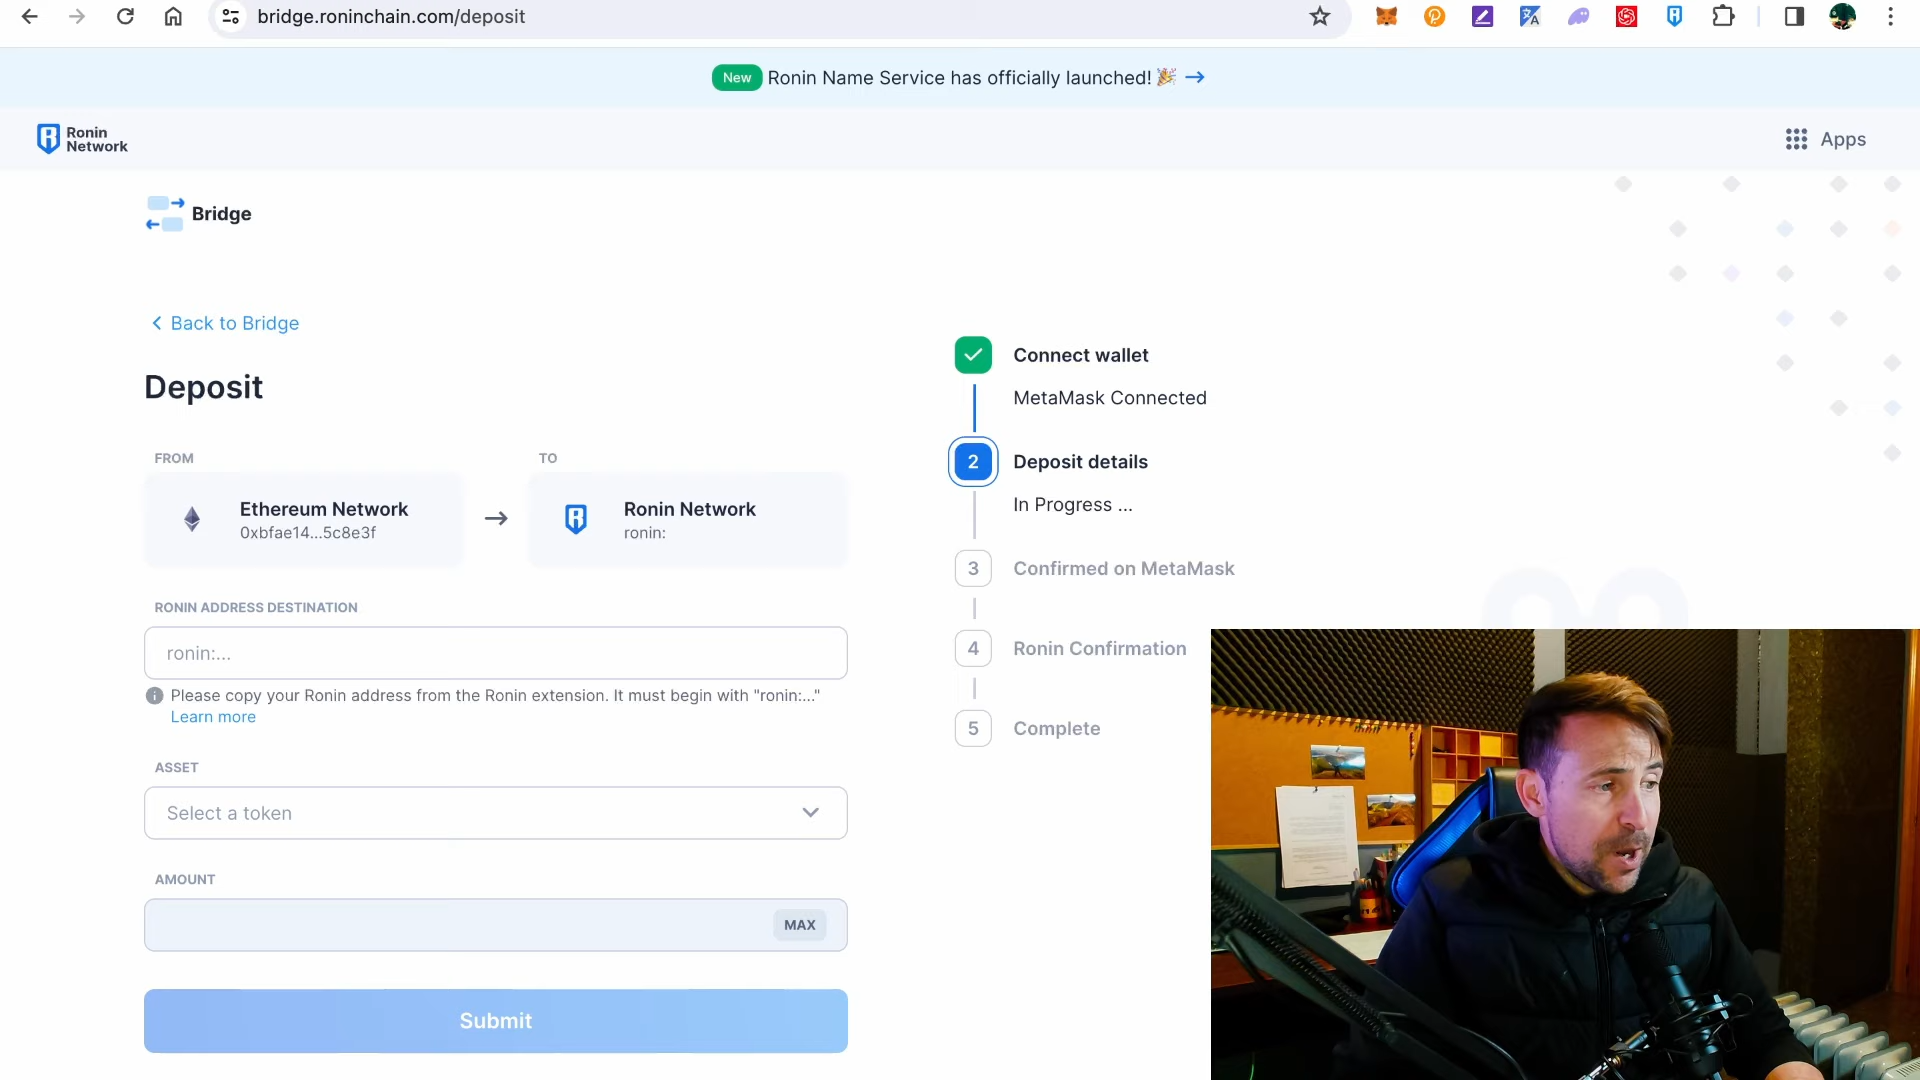 bridge.roninchain.com/deposit
New Ronin Name Service has officially launched!
Ronin
Network
Apps
Bridge
Back to Bridge
Deposit
FROM
TO
Ethereum Network
0xbfae14...5c8e3f
Ronin Network
ronin:
RONIN ADDRESS DESTINATION
ronin:...
Please copy your Ronin address from the Ronin extension. It must begin with "ronin:..."
Learn more
ASSET
Select a token
AMOUNT
MAX
Submit
Connect wallet
MetaMask Connected
2
Deposit details
In Progress ...
3
Confirmed on MetaMask
4
Ronin Confirmation
5
Complete